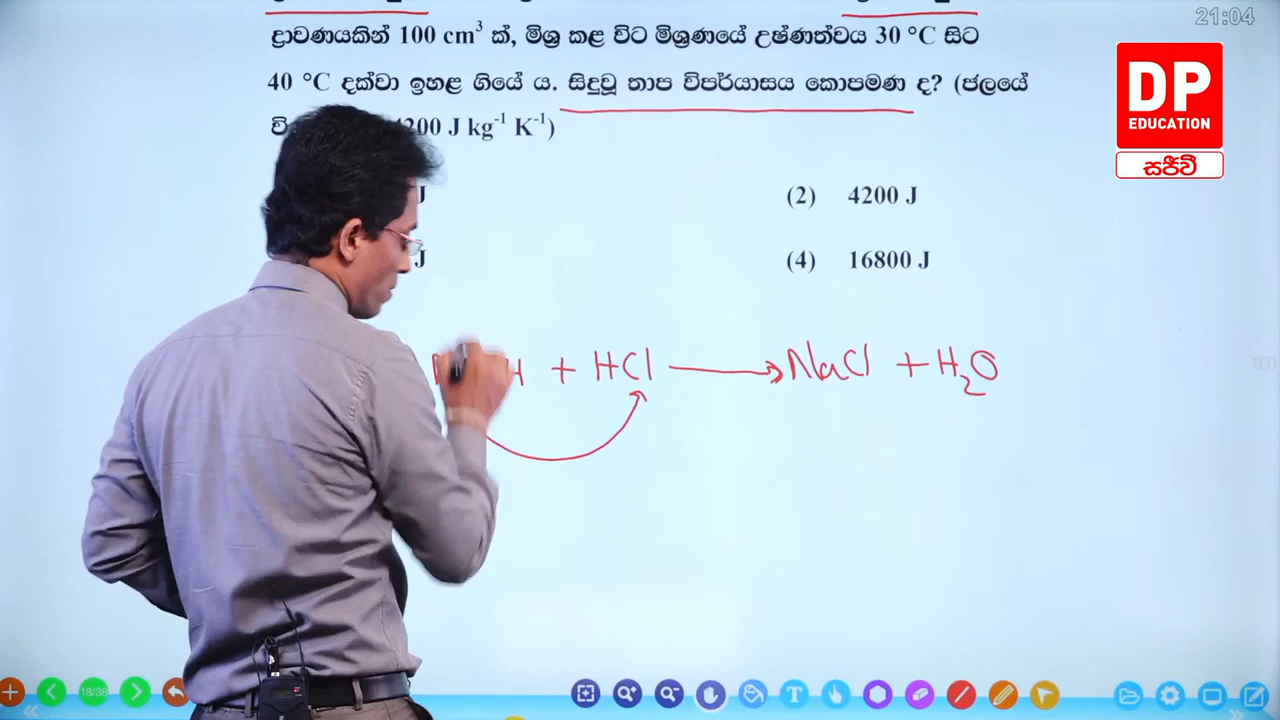 21:04
ද්‍රාවණයකින් 100 cm³ ක්, මිශ්‍ර කළ විට මිශ්‍රණයේ උෂ්ණත්වය 30 °C සිට
40 °C දක්වා ඉහළ ගියේ ය. සිදුවූ තාප විපර්යාසය කොපමණ ද? (ජලයේ
4200 J kg⁻¹ K⁻¹)
J
(2) 4200 J
J
(4) 16800 J
+ HCl → NaCl + H₂O
DP
EDUCATION
සජීවී
18/38